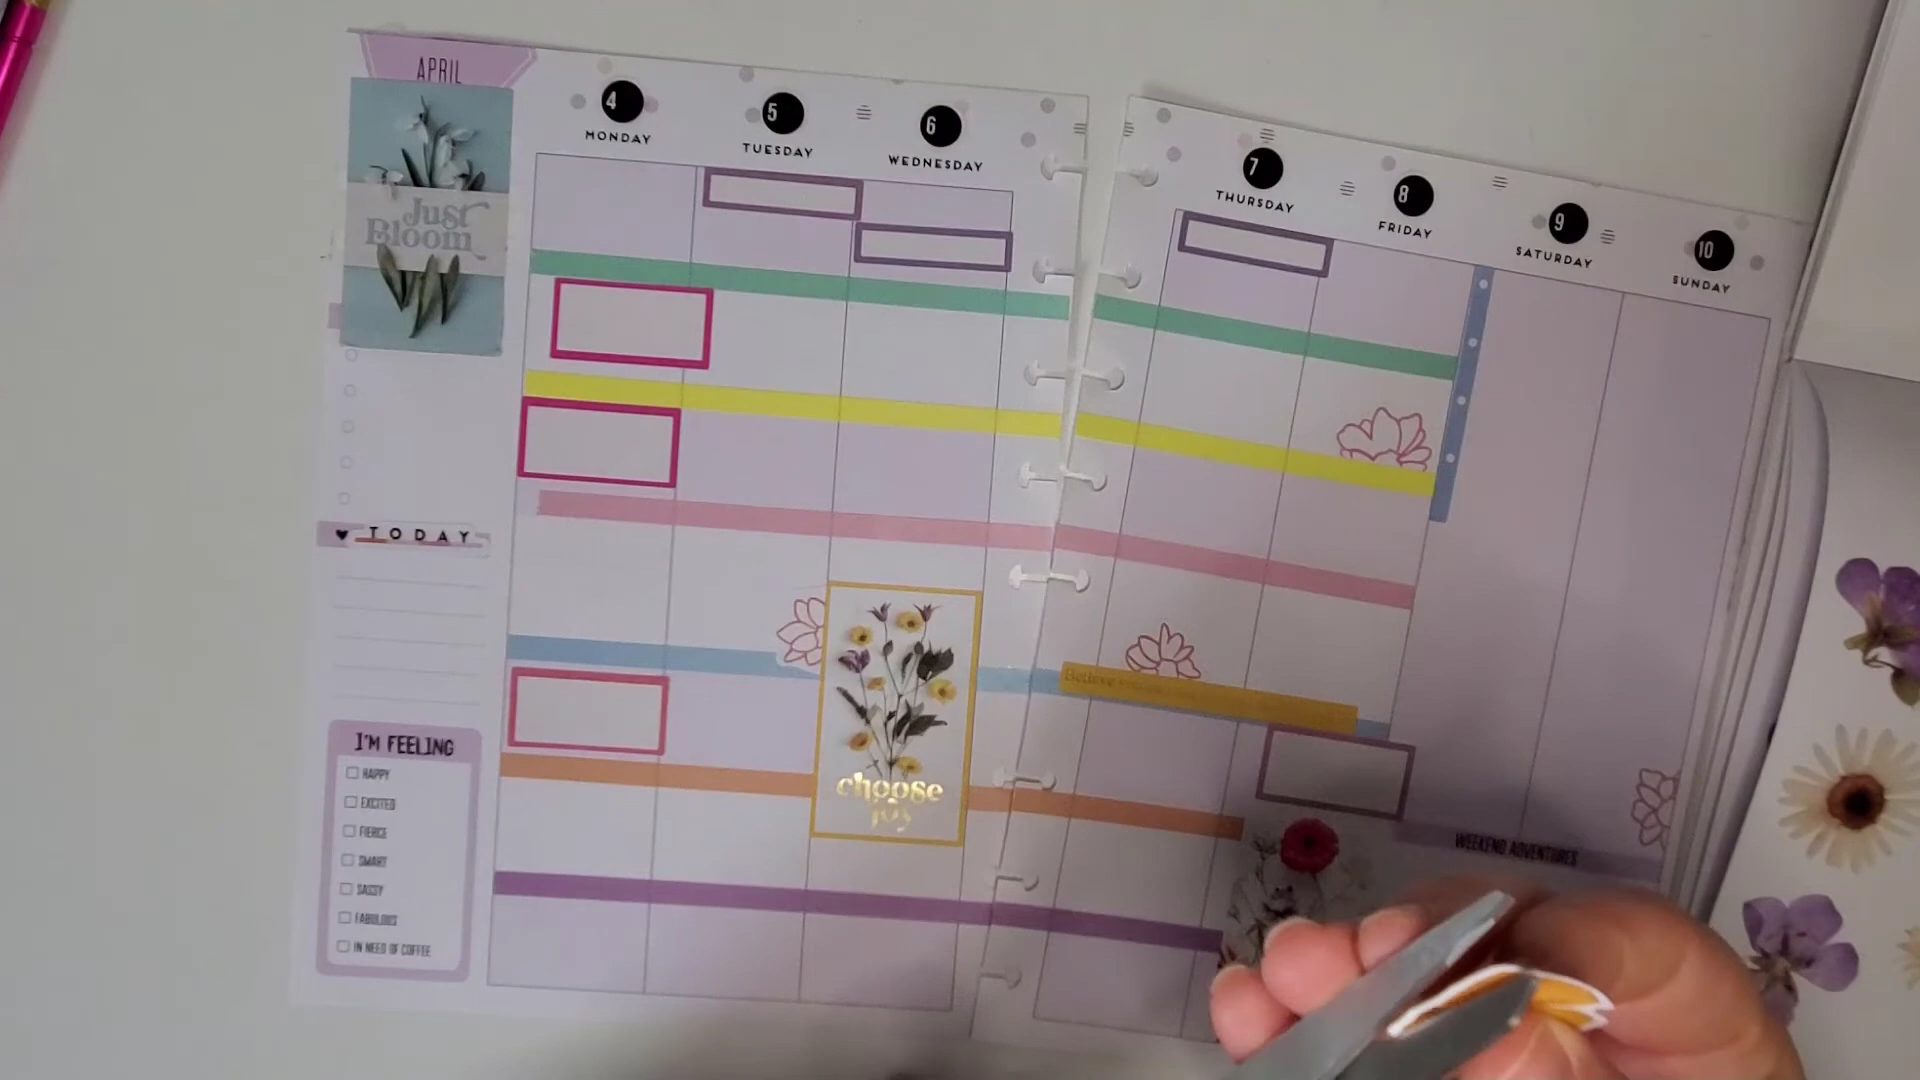 APRIL
Just
Bloom
4
MONDAY
5
TUESDAY
6
WEDNESDAY
7
THURSDAY
8
FRIDAY
9
SATURDAY
10
SUNDAY
TODAY
I'M FEELING
HAPPY
EXCITED
FIERCE
SMART
SASSY
FABULOUS
IN NEED OF COFFEE
choose
joy
Believe
WEEKEND ADVENTURES